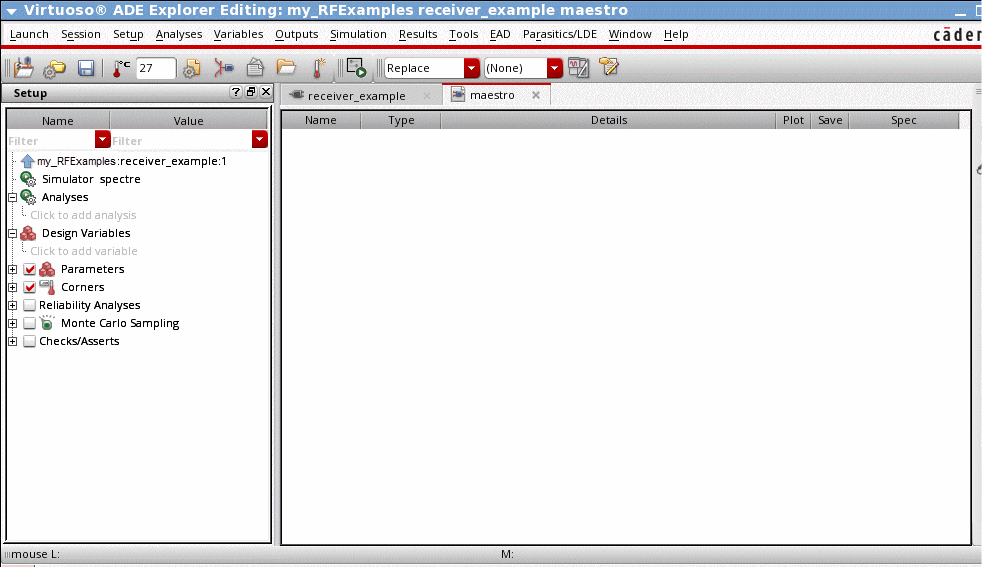 Virtuoso® ADE Explorer Editing: my_RFExamples receiver_example maestro
Launch Session Setup Analyses Variables Outputs Simulation Results Tools EAD Parasitics/LDE Window Help cāden
°C 27 Replace (None)
Setup ? receiver_example maestro
Name Value Name Type Details Plot Save Spec
Filter Filter
my_RFExamples:receiver_example:1
Simulator spectre
Analyses
Click to add analysis
Design Variables
Click to add variable
Parameters
Corners
Reliability Analyses
Monte Carlo Sampling
Checks/Asserts
mouse L: M: